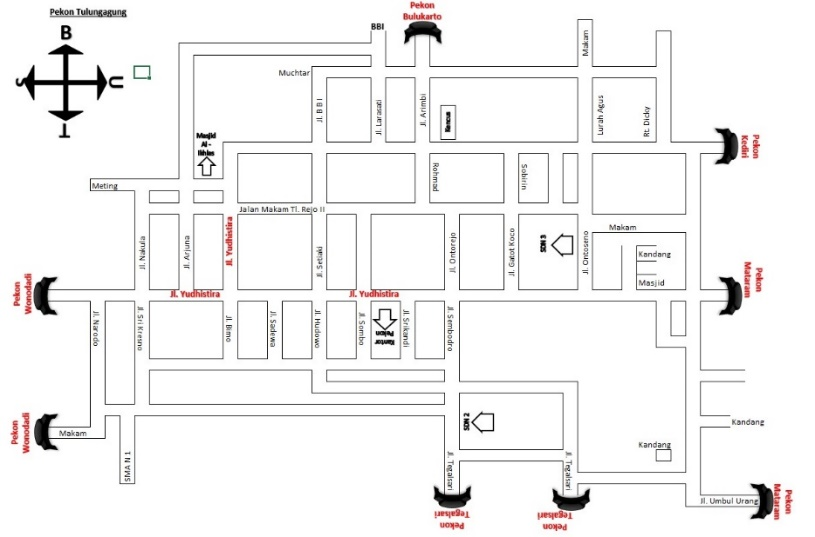 Pekon Tulungagung
B
S
U
T
BBI
Pekon
Bulukarto
Makam
Muchtar
Jl. B B I
Jl. Larasati
Jl. Arimbi
Lurah Agus
Rt. Dicky
Masjid
Al -
Ikhlas
Pekon
Kediri
Meting
Rohmad
Sobirin
Jalan Makam Tl. Rejo II
Jl. Nakula
Jl. Arjuna
Jl. Yudhistira
Jl. Setiaki
Jl. Ontorejo
Jl. Gatot Koco
SDN 3
Jl. Ontoseno
Makam
Kandang
Masjid
Pekon
Wonodadi
Jl. Yudhistira
Jl. Yudhistira
Pekon
Mataram
Jl. Narodo
Jl. Sri Kresno
Jl. Bimo
Jl. Sadewa
Jl. Hudowo
Jl. Sombo
Kantor
Pekon
Jl. Srikandi
Jl. Sembodro
Pekon
Wonodadi
Makam
SDN 2
Kandang
Kandang
SMA N 1
Jl. Tegalsari
Jl. Tegalsari
Jl. Umbul Urang
Pekon
Mataram
Pekon
Tegalsari
Pekon
Tegalsari